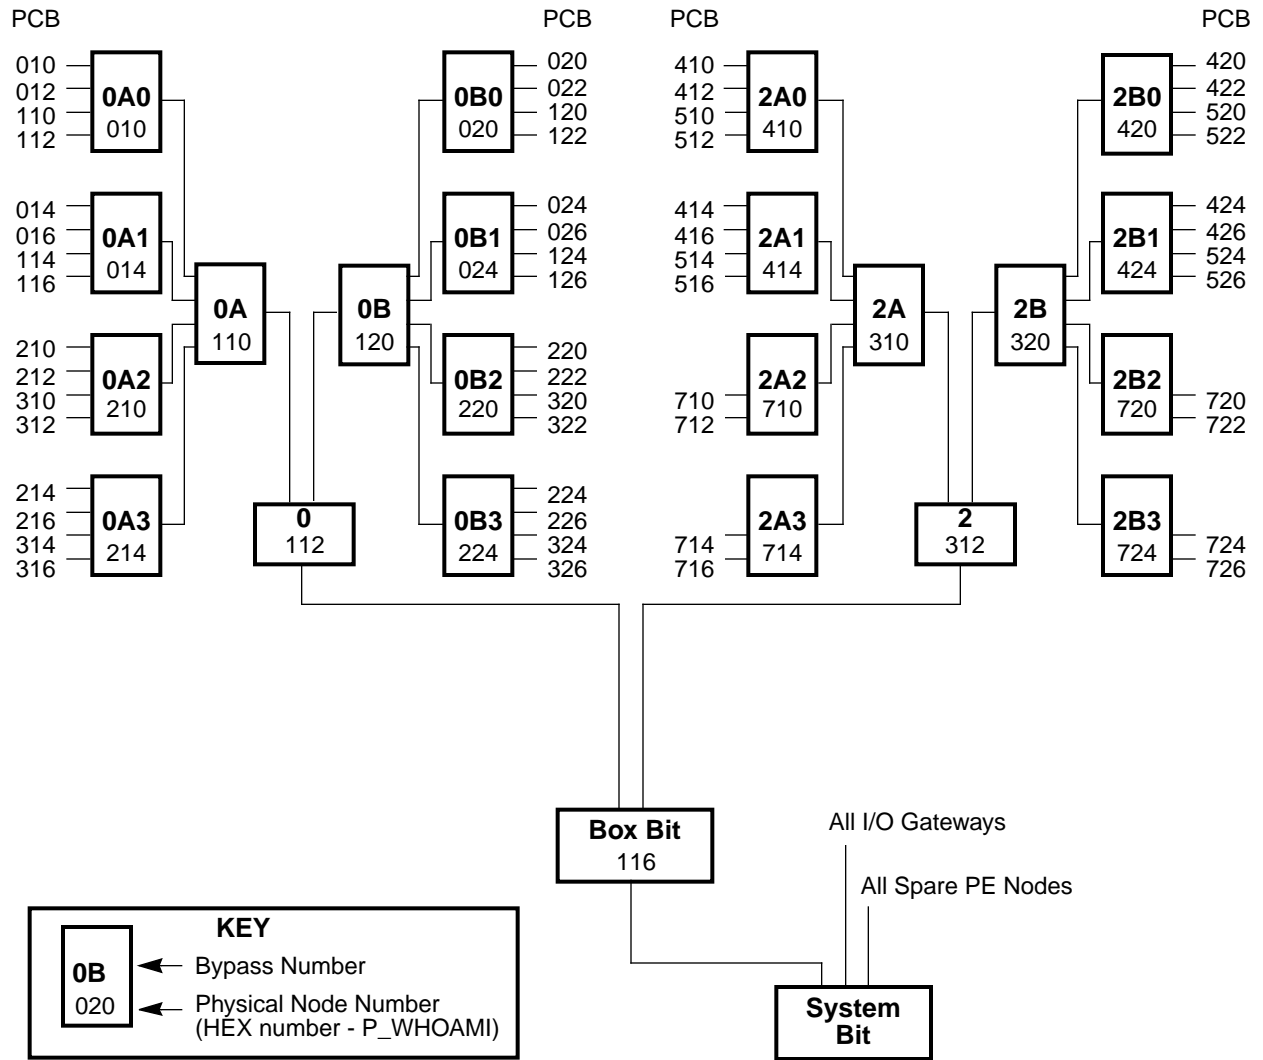 PCB PCB PCB PCB
010
012
110
112
0A0
010
0B0
020
020
022
120
122
410
412
510
512
2A0
410
2B0
420
420
422
520
522
014
016
114
116
0A1
014
0B1
024
024
026
124
126
414
416
514
516
2A1
414
2B1
424
424
426
524
526
0A
110
0B
120
2A
310
2B
320
210
212
310
312
0A2
210
0B2
220
220
222
320
322
710
712
2A2
710
2B2
720
720
722
214
216
314
316
0A3
214
0
112
0B3
224
224
226
324
326
714
716
2A3
714
2
312
2B3
724
724
726
Box Bit
116
All I/O Gateways
All Spare PE Nodes
System
Bit
KEY
0B
020
Bypass Number
Physical Node Number
(HEX number - P_WHOAMI)